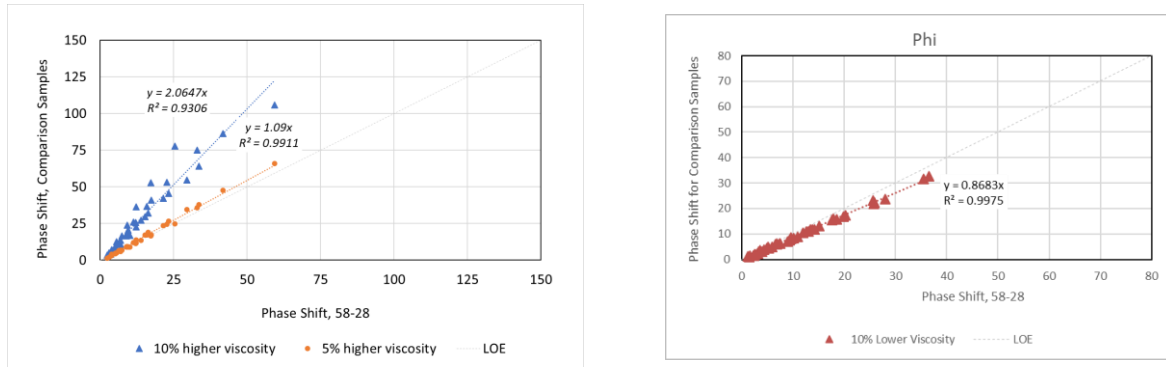 150
125
100
75
50
25
0
0 25 50 75 100 125 150
Phase Shift, Comparison Samples
y = 2.0647x
R² = 0.9306
y = 1.09x
R² = 0.9911
Phase Shift, 58-28
10% higher viscosity 5% higher viscosity LOE
Phi
80
70
60
50
40
30
20
10
0
0 10 20 30 40 50 60 70 80
Phase Shift for Comparison Samples
y = 0.8683x
R² = 0.9975
Phase Shift, 58-28
10% Lower Viscosity LOE